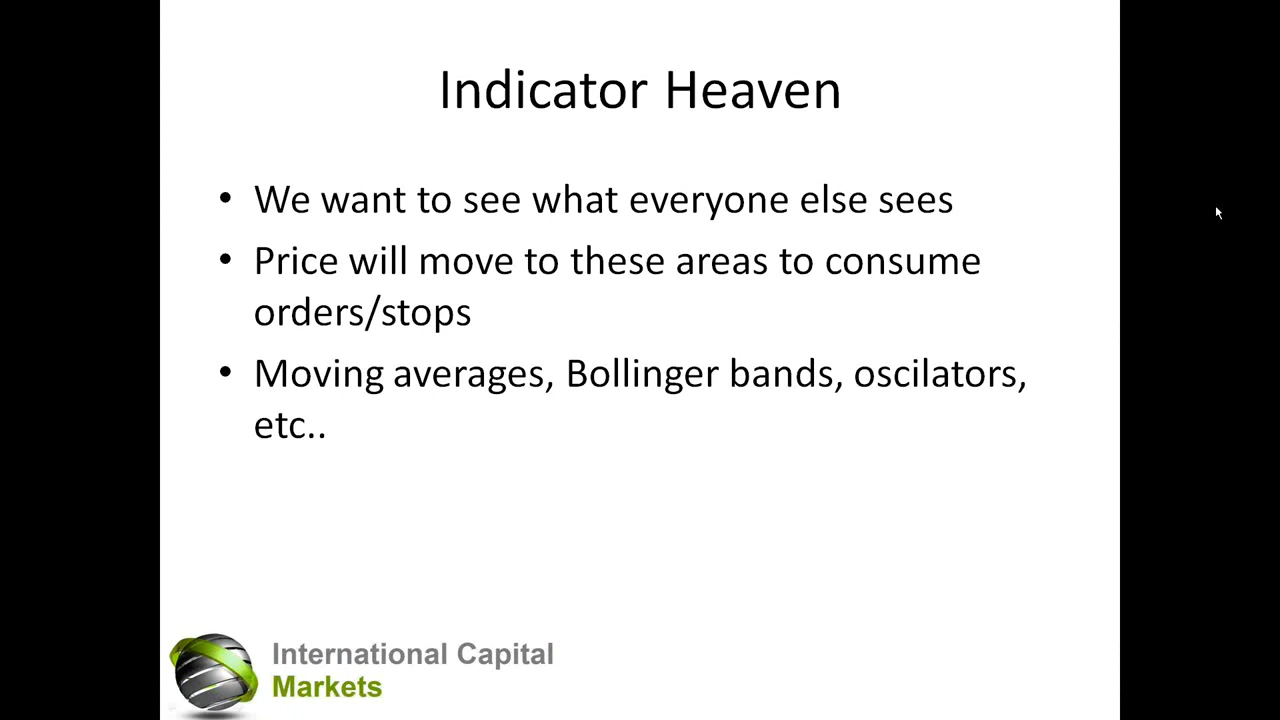 Indicator Heaven
• We want to see what everyone else sees
• Price will move to these areas to consume
orders/stops
• Moving averages, Bollinger bands, oscilators,
etc..
International Capital
Markets